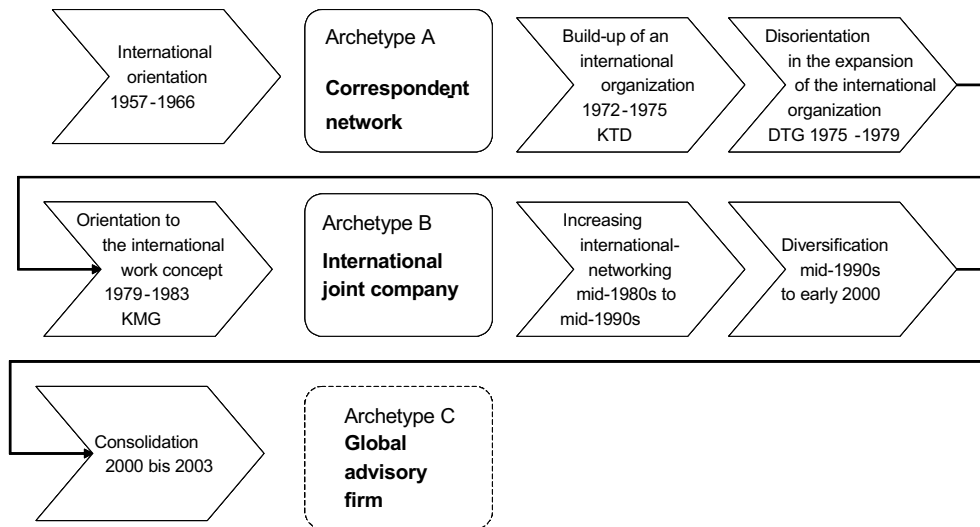 International
orientation
1957-1966
Archetype A
Correspondent
network
Build-up of an
international
organization
1972-1975
KTD
Disorientation
in the expansion
of the international
organization
DTG 1975 -1979
Orientation to
the international
work concept
1979-1983
KMG
Archetype B
International
joint company
Increasing
international-
networking
mid-1980s to
mid-1990s
Diversification
mid-1990s
to early 2000
Consolidation
2000 bis 2003
Archetype C
Global
advisory
firm